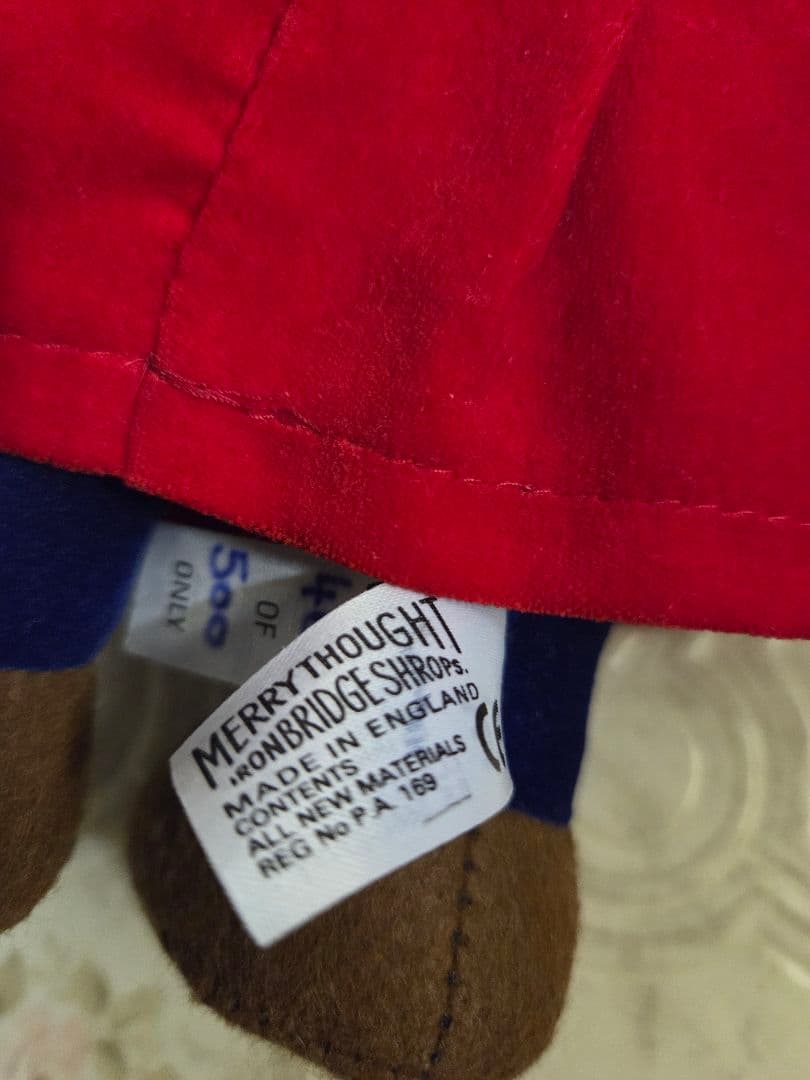 MERRYTHOUGHT
IRONBRIDGE SHROPS.
MADE IN ENGLAND
CONTENTS
ALL NEW MATERIALS
REG No P.A. 169
CE
OF
500
ONLY